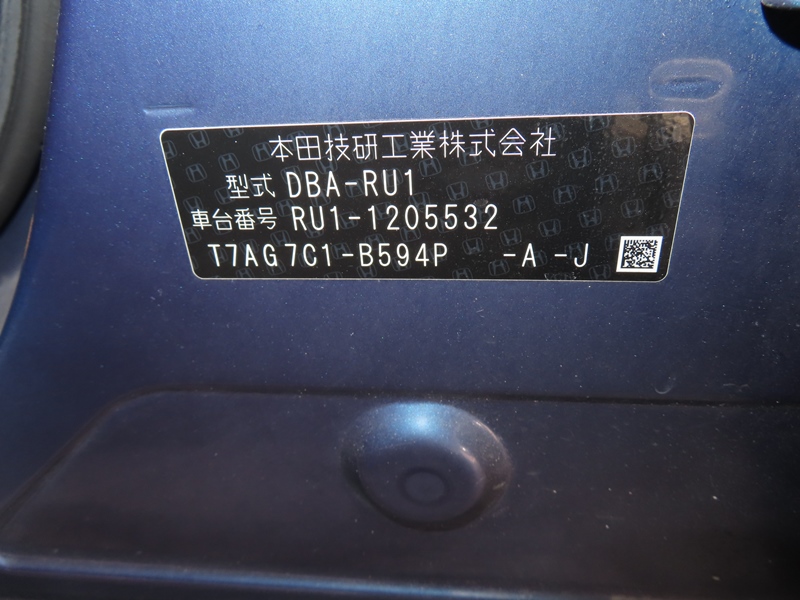 本田技研工業株式会社
型式 DBA-RU1
車台番号 RU1-1205532
T7AG7C1-B594P -A -J